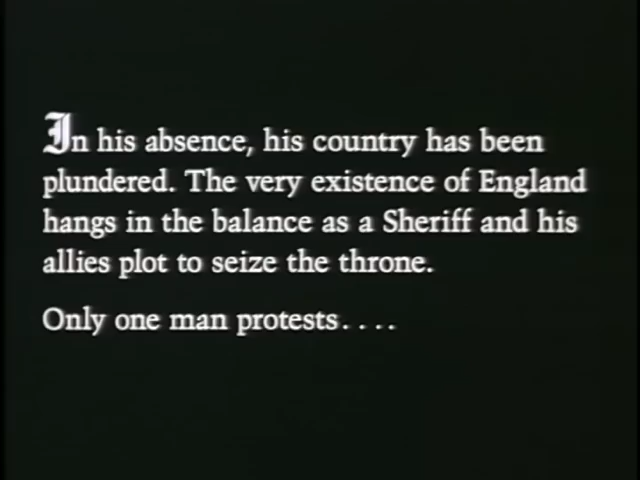 In his absence, his country has been
plundered. The very existence of England
hangs in the balance as a Sheriff and his
allies plot to seize the throne.
Only one man protests....